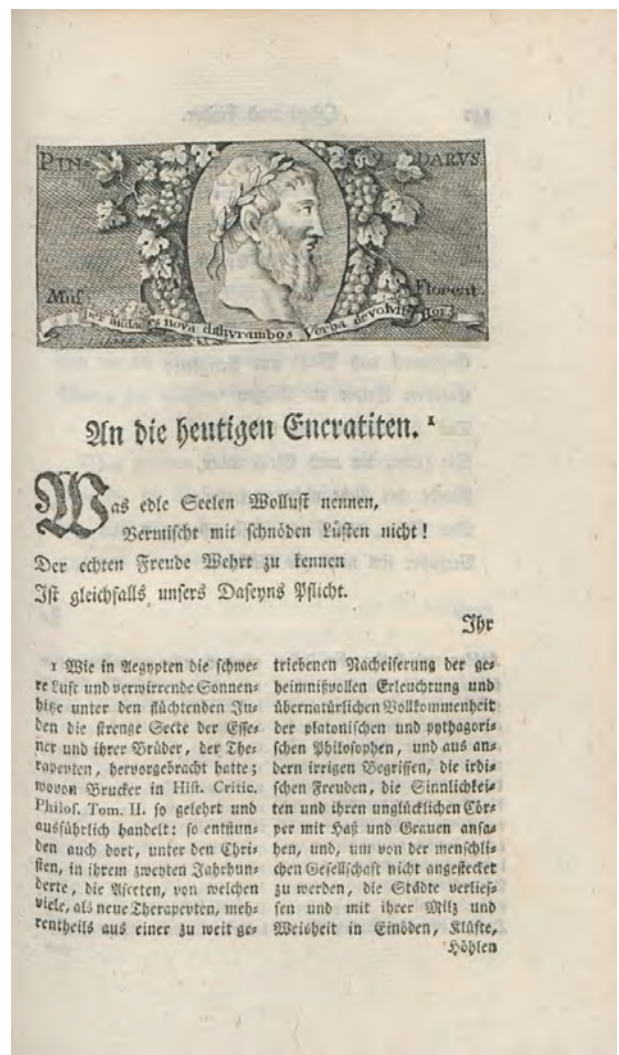 PIN-
DARVS.
Mus.
Florent.
per audaces nova dithyrambos Verba devolvit
An die heutigen Encratiten. ¹
Was edle Seelen Wollust nennen,
Vermischt mit schnöden Lüsten nicht!
Der echten Freude Wehrt zu kennen
Ist gleichfalls unsers Daseyns Pflicht.
Ihr
1 Wie in Aegypten die schwe-
re Luft und verwirrende Sonnen-
hitze unter den flüchtenden Ju-
den die strenge Secte der Esse-
ner und ihrer Brüder, der The-
rapevten, hervorgebracht hatte;
wovon Brucker in Hist. Critic.
Philos. Tom. II. so gelehrt und
ausführlich handelt: so entstun-
den auch dort, unter den Chri-
sten, in ihrem zweyten Jahrhun-
derte, die Asceten, von welchen
viele, als neue Therapevten, meh-
rentheils aus einer zu weit ge-
triebenen Nacheiferung der ge-
heimnißvollen Erleuchtung und
übernatürlichen Vollkommenheit
der platonischen und pythagori-
schen Philosophen, und aus an-
dern irrigen Begriffen, die irdi-
schen Freuden, die Sinnlichkei-
ten und ihren unglücklichen Cör-
per mit Haß und Grauen ansa-
hen, und, um von der menschli-
chen Gesellschaft nicht angestecket
zu werden, die Städte verlies-
sen und mit ihrer Milz und
Weisheit in Einöden, Klüfte,
Höhlen